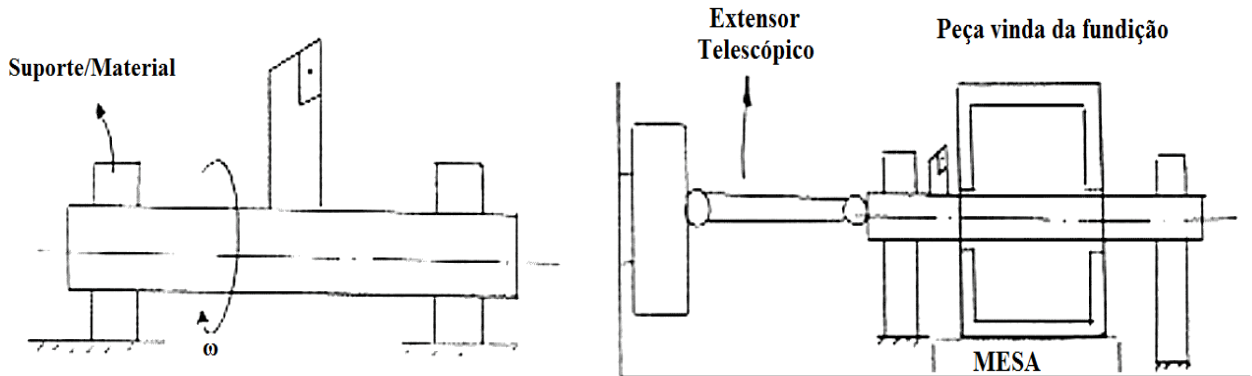 Suporte/Material
ω
Extensor
Telescópico
Peça vinda da fundição
MESA